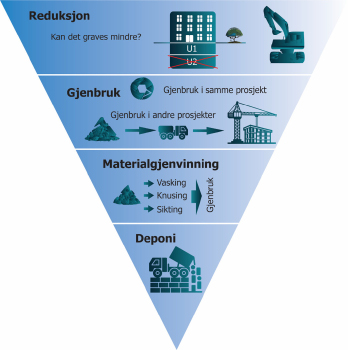 Reduksjon
Kan det graves mindre?
U1
U2
Gjenbruk
Gjenbruk i samme prosjekt
Gjenbruk i andre prosjekter
Materialgjenvinning
Vasking
Knusing
Sikting
Gjenbruk
Deponi